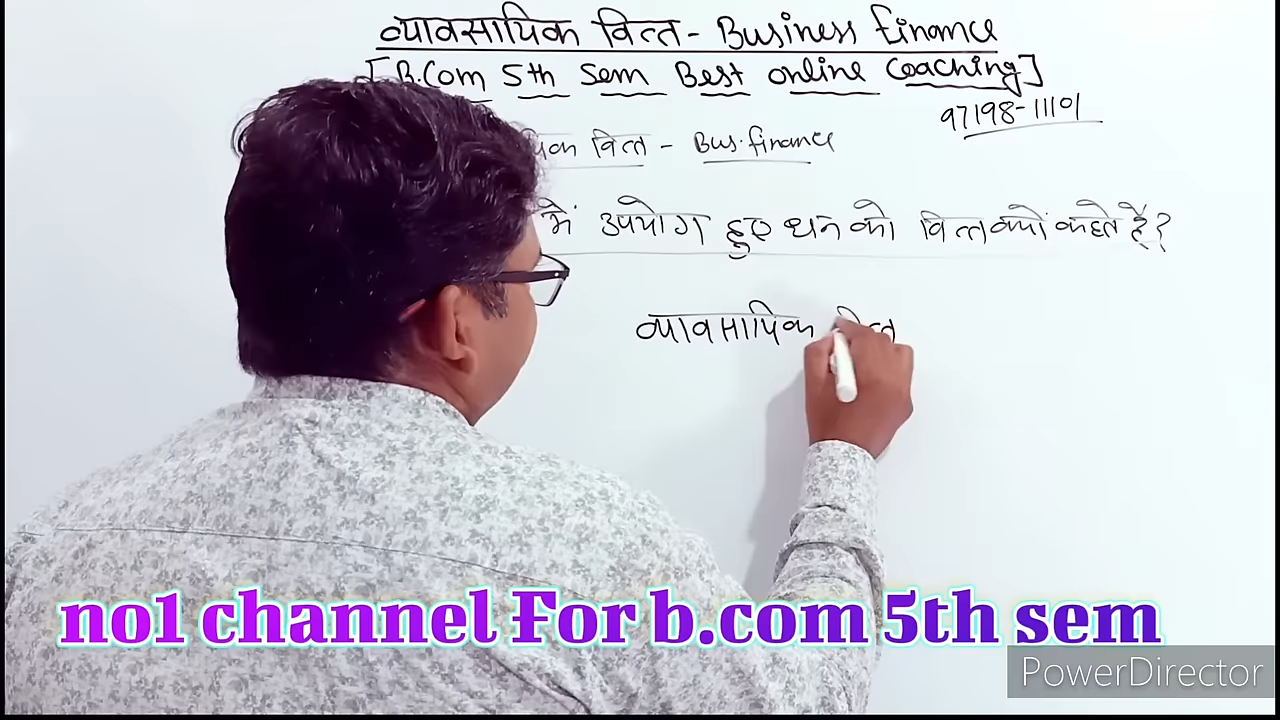 व्यावसायिक वित्त - Business finance
[B.Com 5th Sem Best online Coaching]
97198-11101
वित्त - Bus. finance
में उपयोग हुए धन को वित्त क्यों कहते हैं?
व्यावसायिक
no1 channel For b.com 5th sem
PowerDirector